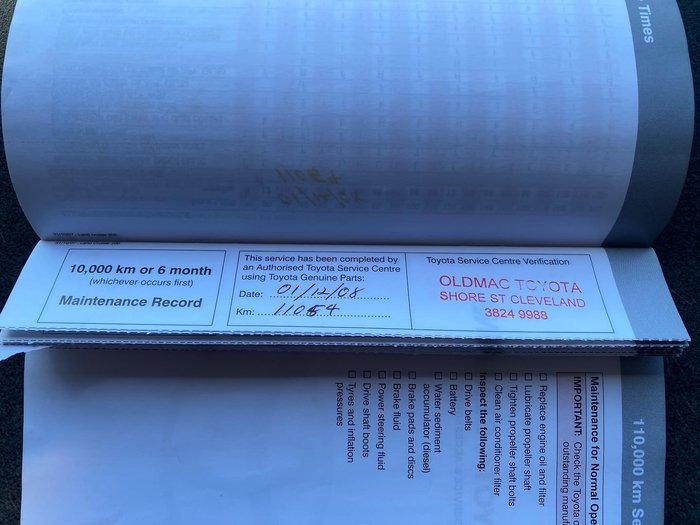 Times
10,000 km or 6 month
(whichever occurs first)
Maintenance Record
This service has been completed by
an Authorised Toyota Service Centre
using Toyota Genuine Parts:
Date: 01/12/08
Km: 11054
Toyota Service Centre Verification
OLDMAC TOYOTA
SHORE ST CLEVELAND
3824 9988
110,000 km Se
Maintenance for Normal Ope
IMPORTANT: Check the Toyota
outstanding manuf
☐ Replace engine oil and filter
☐ Lubricate propeller shaft
☐ Tighten propeller shaft bolts
☐ Clean air conditioner filter
Inspect the following:
☐ Drive belts
☐ Battery
☐ Water sediment
accumulator (diesel)
☐ Brake pads and discs
☐ Brake fluid
☐ Power steering fluid
☐ Drive shaft boots
☐ Tyres and inflation
pressures